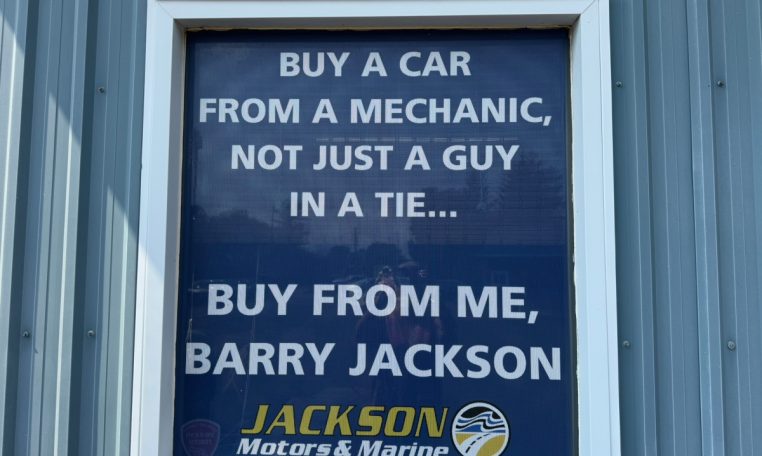 BUY A CAR
FROM A MECHANIC,
NOT JUST A GUY
IN A TIE...
BUY FROM ME,
BARRY JACKSON
JACKSON
Motors & Marine